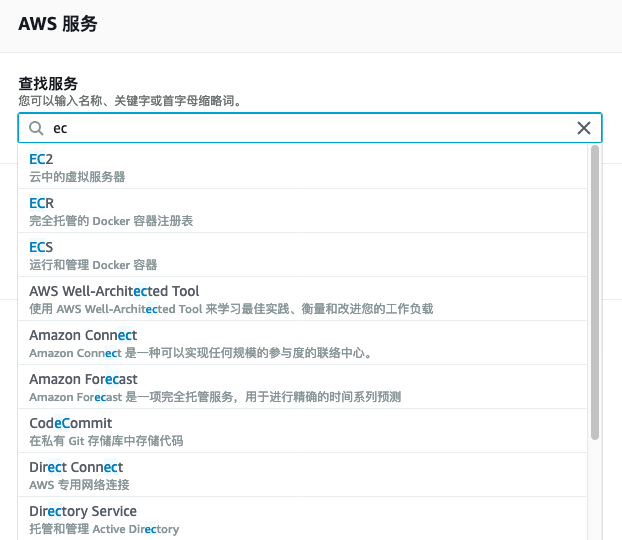 AWS 服务
查找服务
您可以输入名称、关键字或首字母缩略词。
ec
EC2
云中的虚拟服务器
ECR
完全托管的 Docker 容器注册表
ECS
运行和管理 Docker 容器
AWS Well-Architected Tool
使用 AWS Well-Architected Tool 来学习最佳实践、衡量和改进您的工作负载
Amazon Connect
Amazon Connect 是一种可以实现任何规模的参与度的联络中心。
Amazon Forecast
Amazon Forecast 是一项完全托管服务，用于进行精确的时间系列预测
CodeCommit
在私有 Git 存储库中存储代码
Direct Connect
AWS 专用网络连接
Directory Service
托管和管理 Active Directory